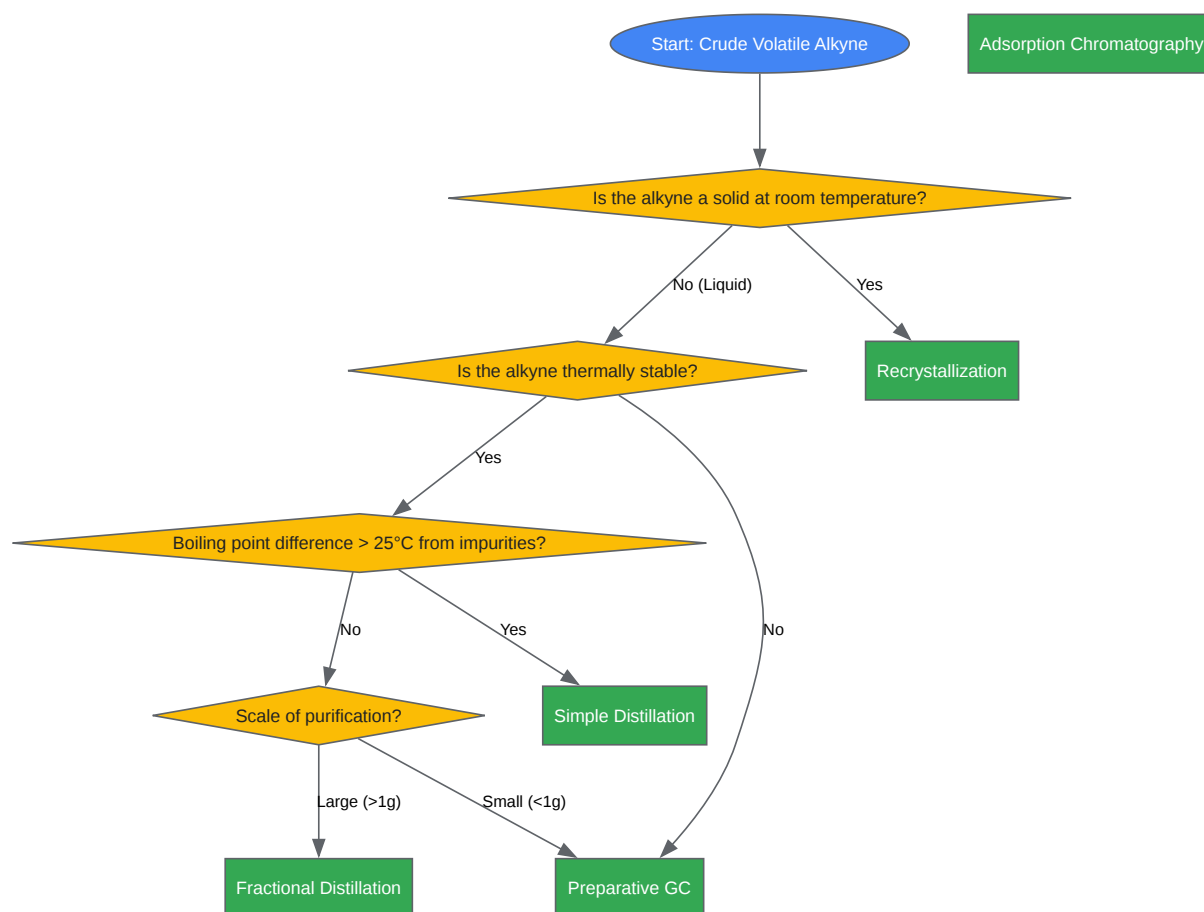 Start: Crude Volatile Alkyne
Adsorption Chromatography
Is the alkyne a solid at room temperature?
No (Liquid)
Yes
Is the alkyne thermally stable?
Recrystallization
Yes
Boiling point difference > 25°C from impurities?
No
Yes
No
Scale of purification?
Simple Distillation
Large (>1g)
Small (<1g)
Fractional Distillation
Preparative GC